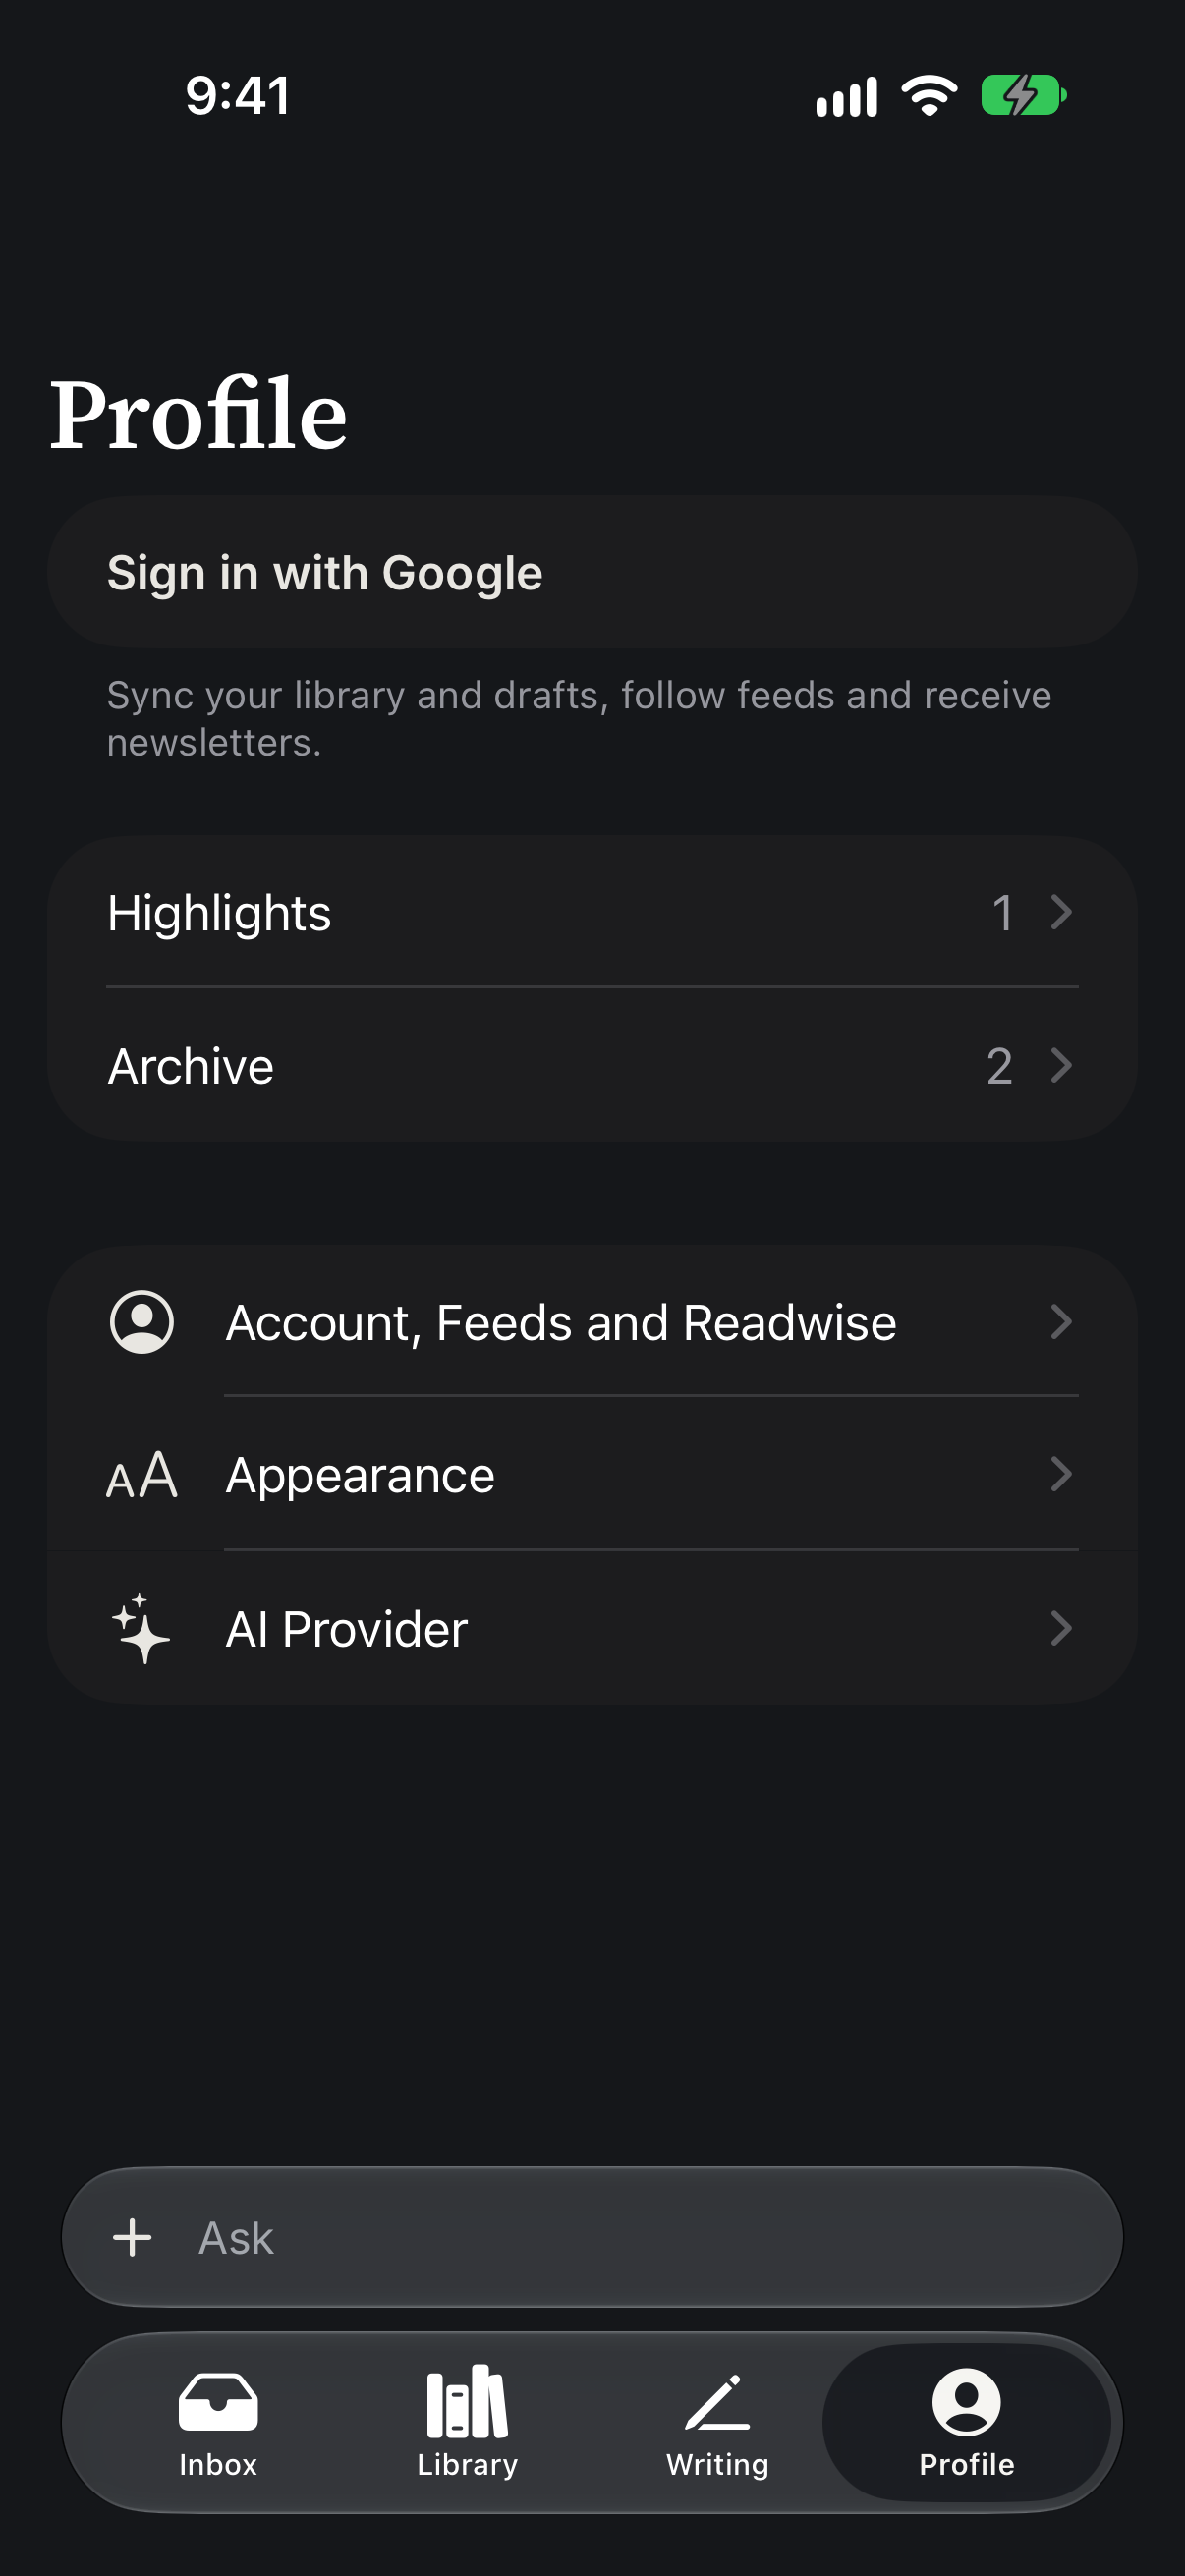 9:41
Profile
Sign in with Google
Sync your library and drafts, follow feeds and receive
newsletters.
Highlights 1
Archive 2
Account, Feeds and Readwise
AA Appearance
AI Provider
Ask
Inbox Library Writing Profile